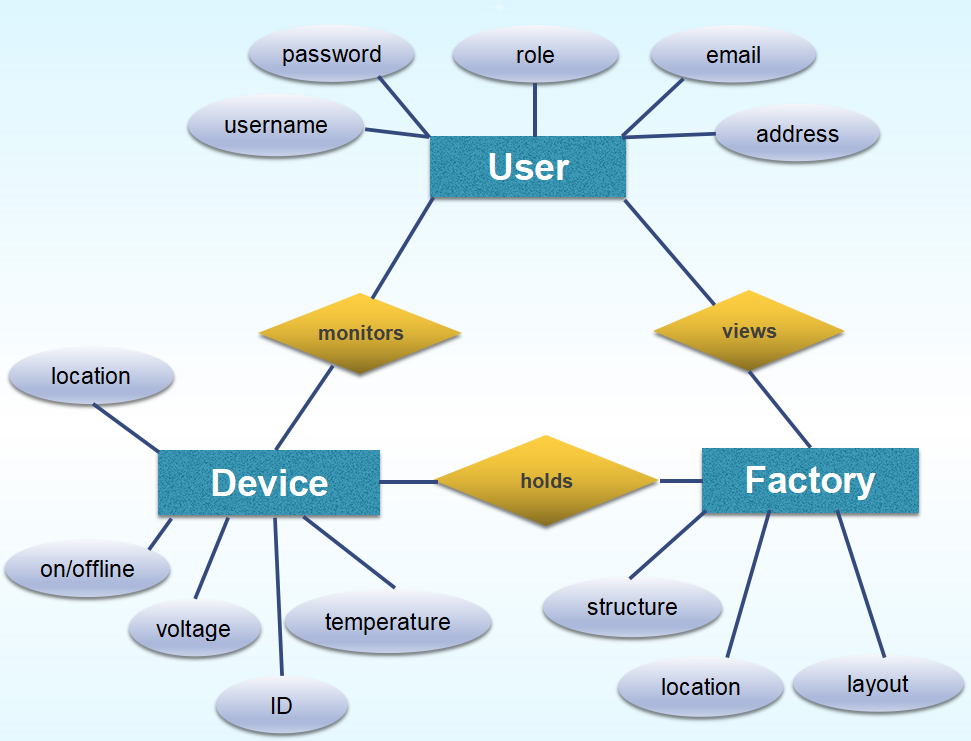 password
role
email
username
address
User
monitors
views
location
Device
holds
Factory
on/offline
voltage
temperature
structure
ID
location
layout